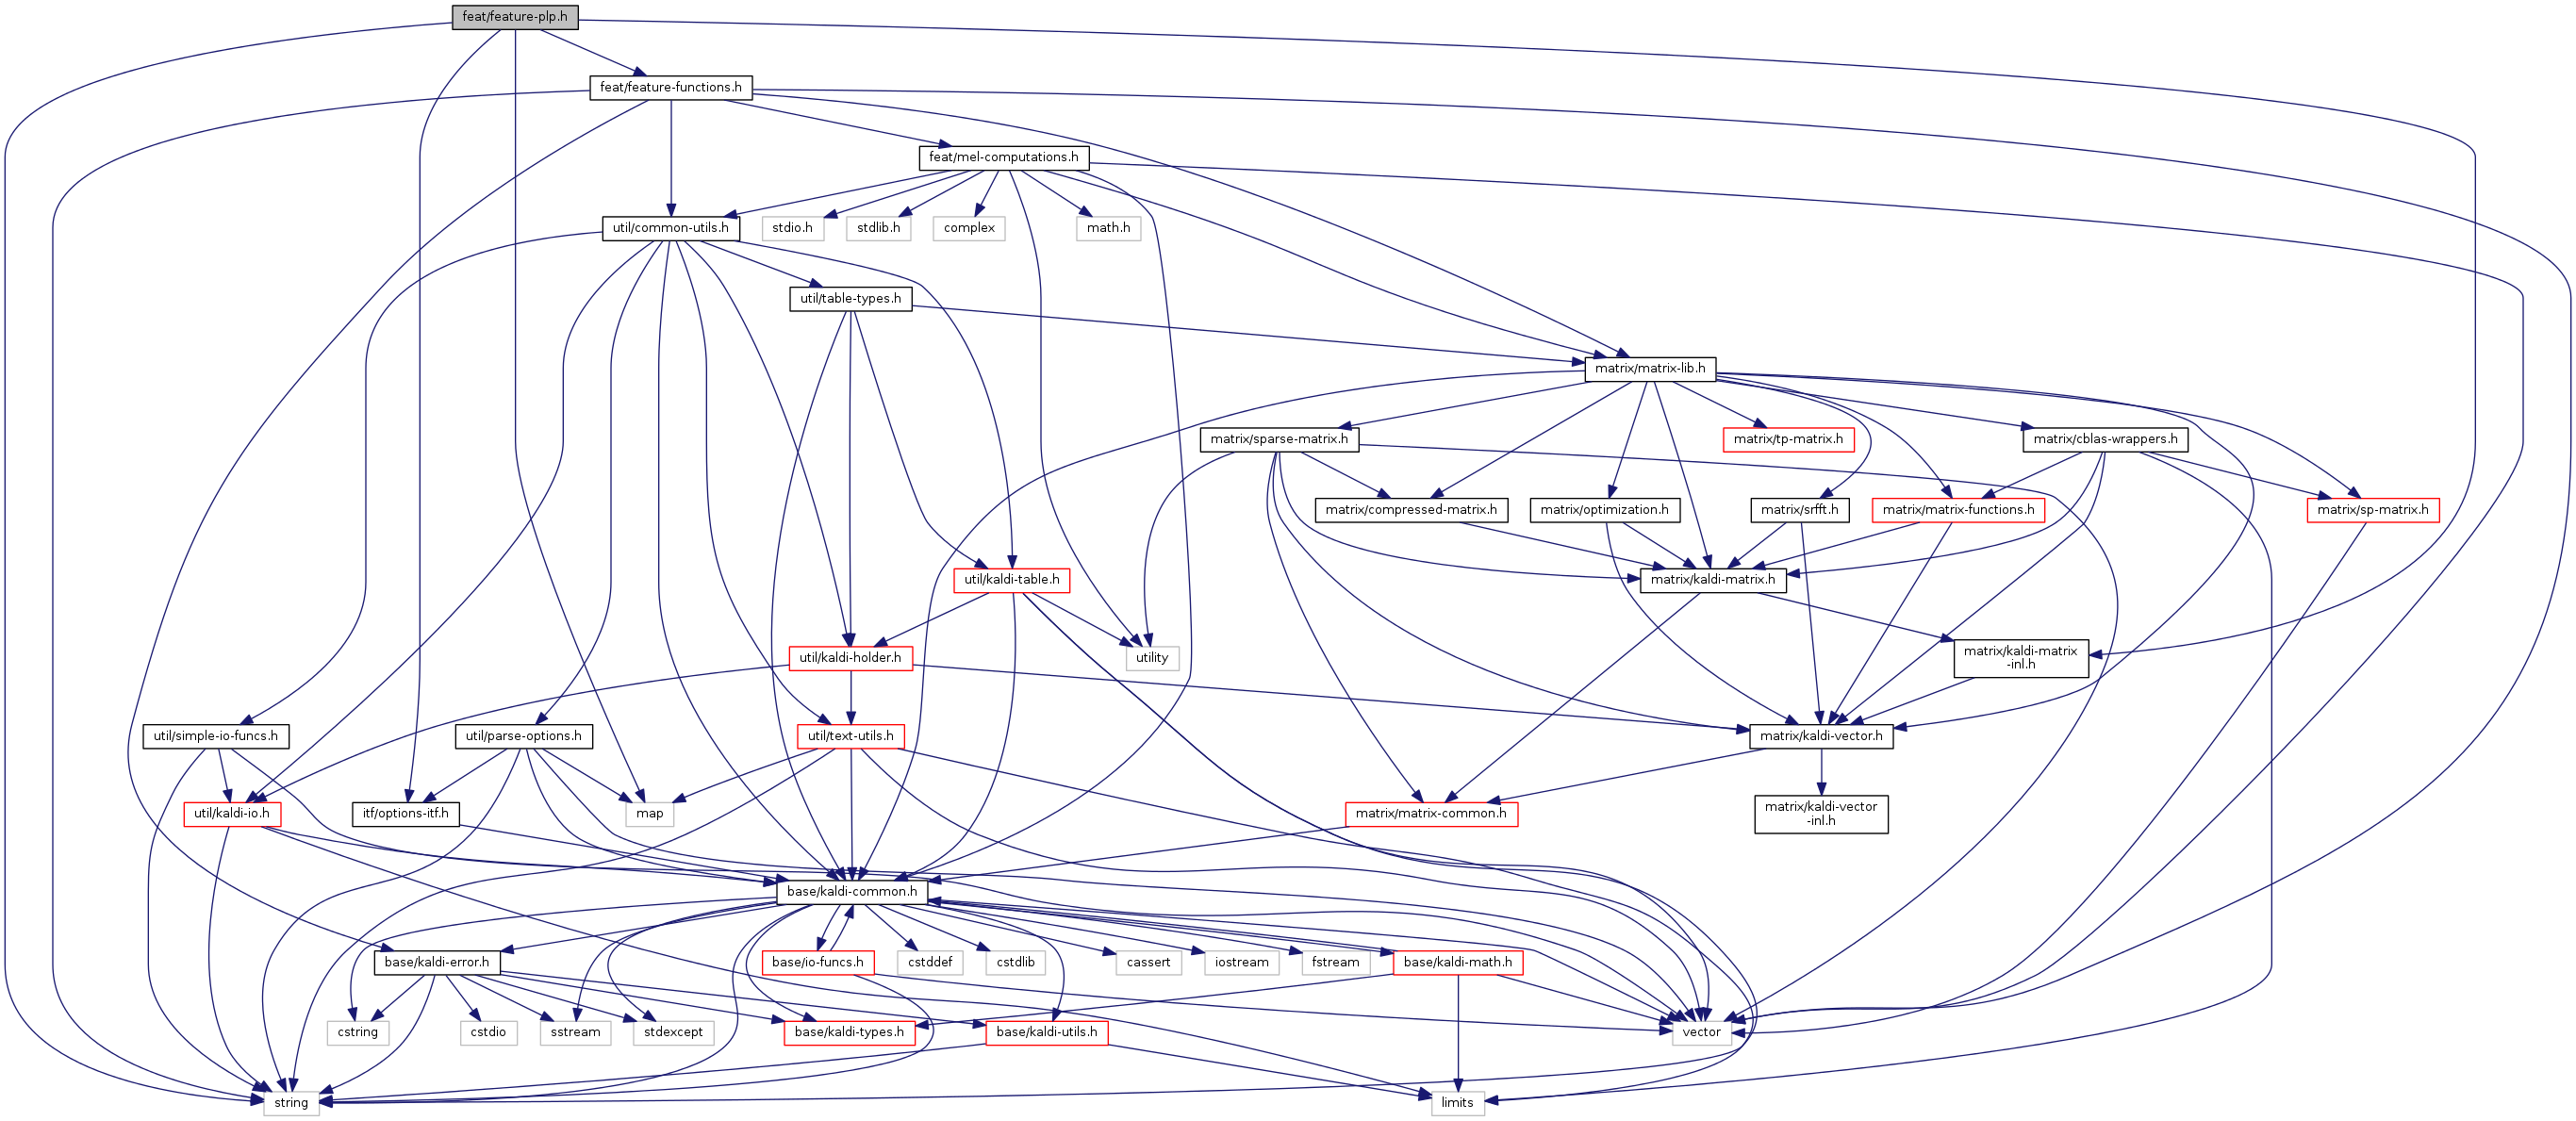 feat/feature-plp.h
feat/feature-functions.h
feat/mel-computations.h
util/common-utils.h
stdio.h
stdlib.h
complex
math.h
util/table-types.h
matrix/matrix-lib.h
matrix/sparse-matrix.h
matrix/tp-matrix.h
matrix/cblas-wrappers.h
matrix/compressed-matrix.h
matrix/optimization.h
matrix/srfft.h
matrix/matrix-functions.h
matrix/sp-matrix.h
util/kaldi-table.h
matrix/kaldi-matrix.h
util/kaldi-holder.h
utility
matrix/kaldi-matrix
-inl.h
util/simple-io-funcs.h
util/parse-options.h
util/text-utils.h
matrix/kaldi-vector.h
util/kaldi-io.h
itf/options-itf.h
map
matrix/matrix-common.h
matrix/kaldi-vector
-inl.h
base/kaldi-common.h
base/kaldi-error.h
base/io-funcs.h
cstddef
cstdlib
cassert
iostream
fstream
base/kaldi-math.h
cstring
cstdio
sstream
stdexcept
base/kaldi-types.h
base/kaldi-utils.h
vector
string
limits